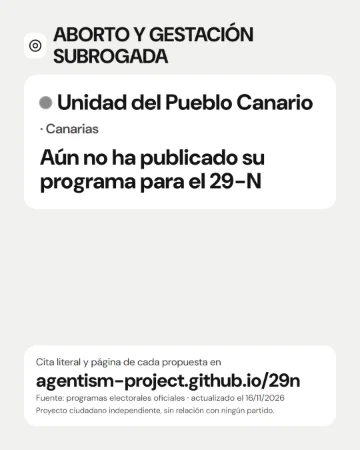 ABORTO Y GESTACIÓN
SUBROGADA
Unidad del Pueblo Canario
· Canarias
Aún no ha publicado su
programa para el 29-N
Cita literal y página de cada propuesta en
agentism-project.github.io/29n
Fuente: programas electorales oficiales · actualizado el 16/11/2026
Proyecto ciudadano independiente, sin relación con ningún partido.